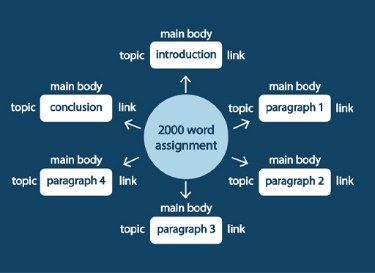 main body
topic introduction link
main body
topic conclusion link
main body
topic paragraph 1 link
2000 word
assignment
main body
topic paragraph 4 link
main body
topic paragraph 2 link
main body
topic paragraph 3 link